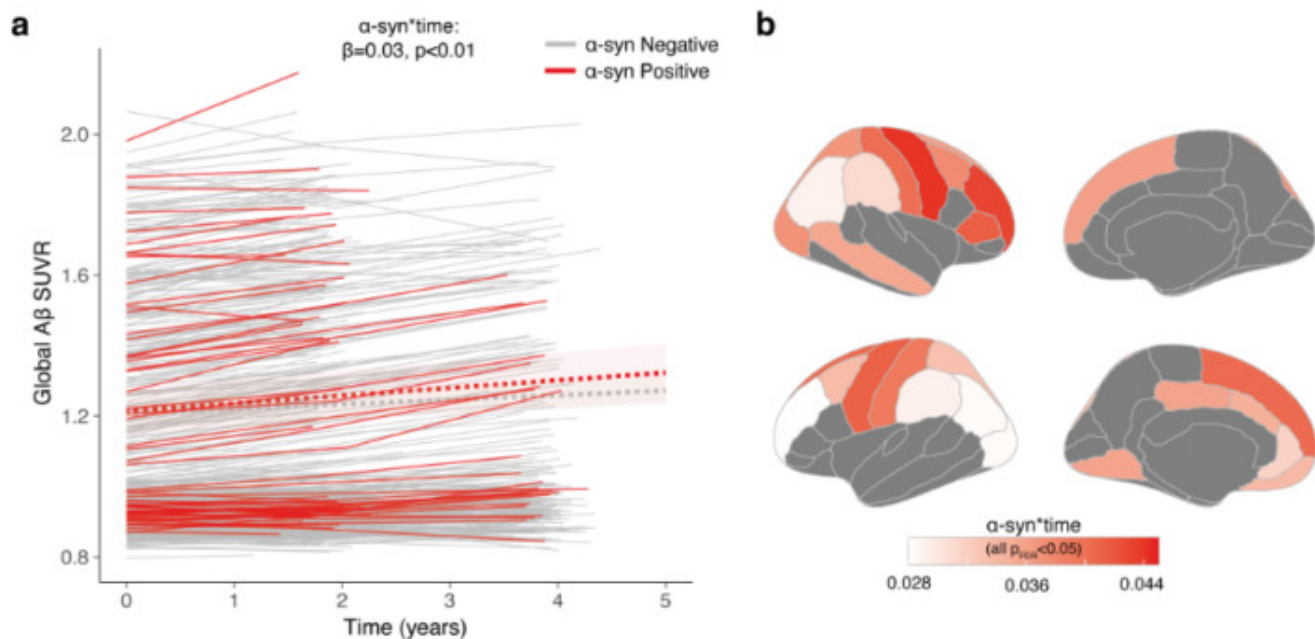 a
α-syn*time:
β=0.03, p<0.01
α-syn Negative
α-syn Positive
2.0
1.6
1.2
0.8
Global Aβ SUVR
0 1 2 3 4 5
Time (years)
b
α-syn*time
(all pFDR<0.05)
0.028 0.036 0.044